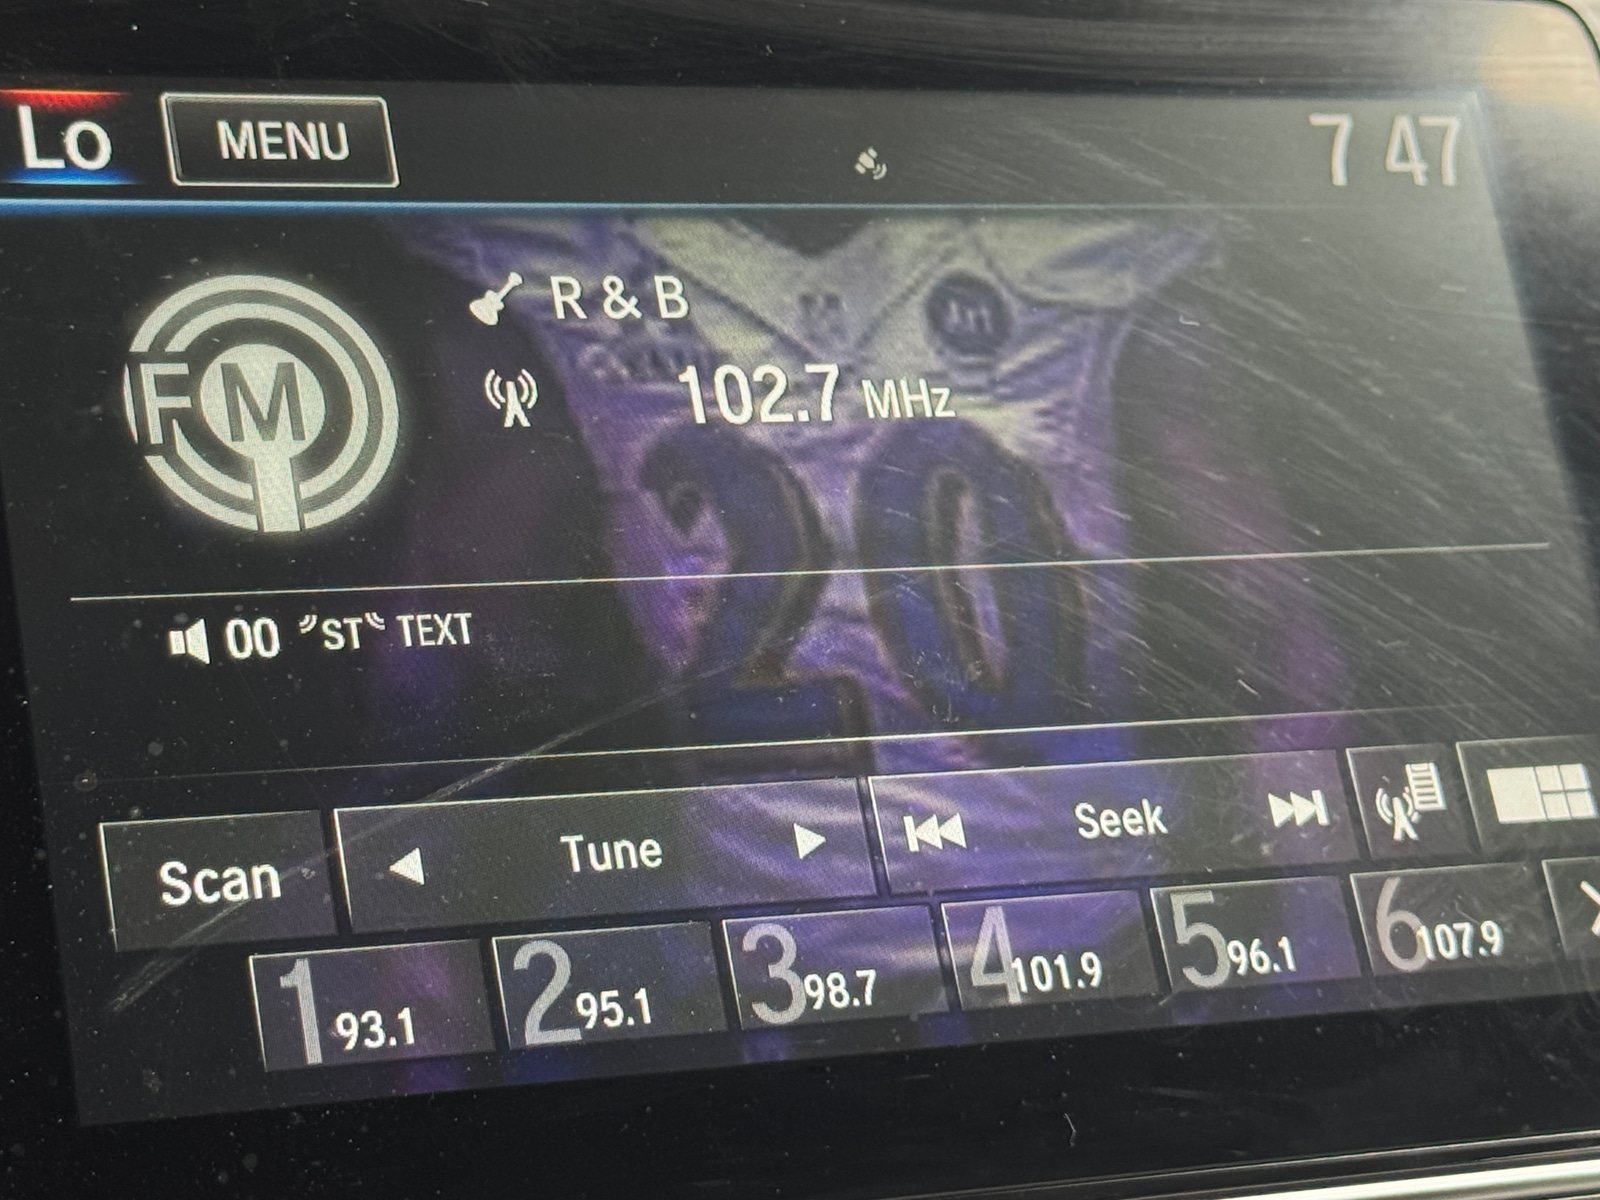 Lo MENU 7 47
R & B
FM
102.7 MHz
20
00 ST TEXT
Scan Tune Seek
1 93.1 2 95.1 3 98.7 4 101.9 5 96.1 6 107.9